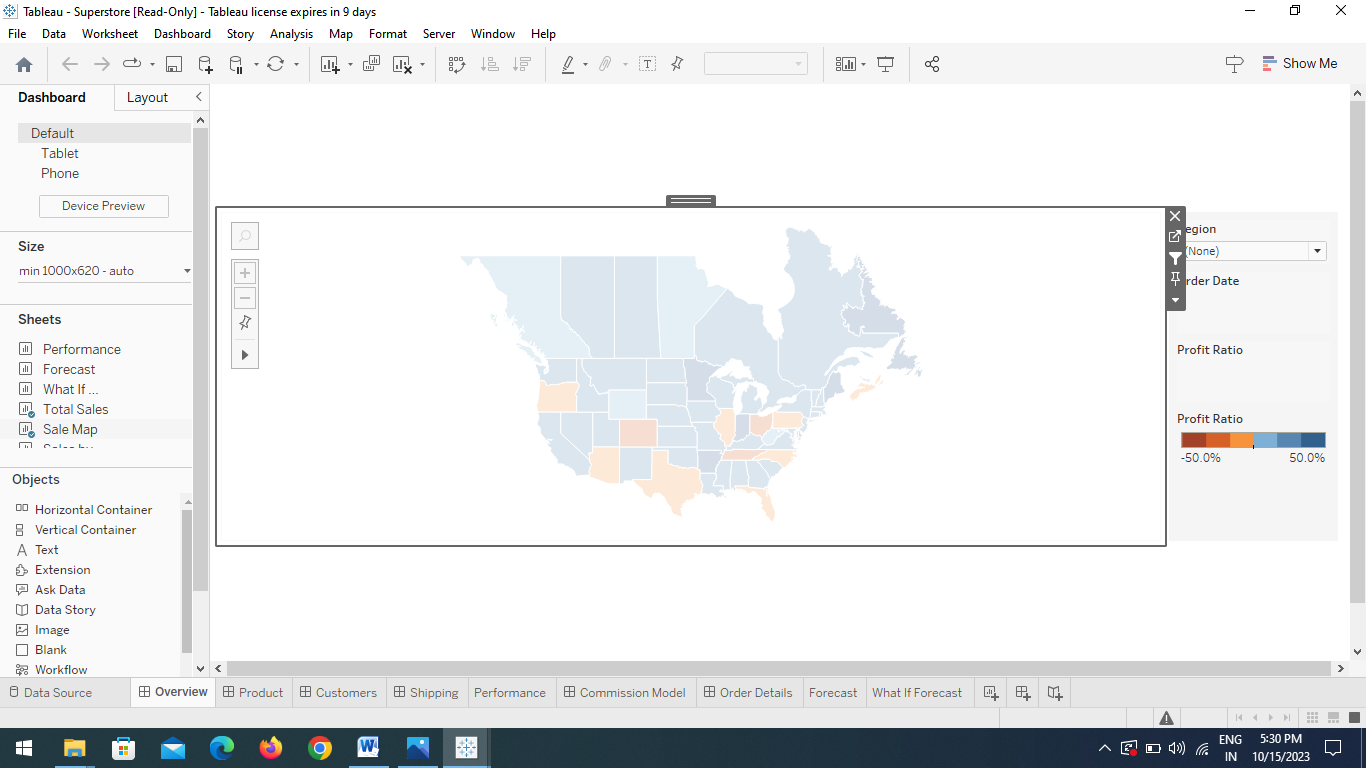 Tableau - Superstore [Read-Only] - Tableau license expires in 9 days
File Data Worksheet Dashboard Story Analysis Map Format Server Window Help
Show Me
Dashboard Layout
Default
Tablet
Phone
Device Preview
Size
min 1000x620 - auto
Sheets
Performance
Forecast
What If ...
Total Sales
Sale Map
Objects
Horizontal Container
Vertical Container
Text
Extension
Ask Data
Data Story
Image
Blank
Workflow
egion
(None)
rder Date
Profit Ratio
Profit Ratio
-50.0% 50.0%
Data Source Overview Product Customers Shipping Performance Commission Model Order Details Forecast What If Forecast
ENG 5:30 PM
IN 10/15/2023